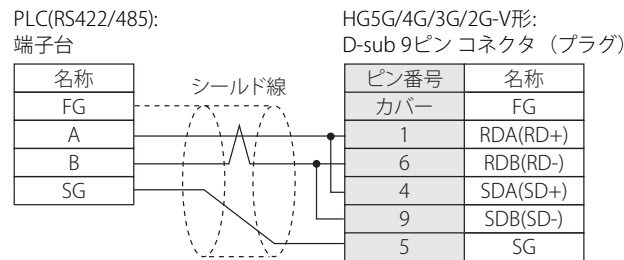 PLC(RS422/485):
端子台
HG5G/4G/3G/2G-V形:
D-sub 9ピン コネクタ（プラグ）
名称
シールド線
ピン番号 名称
FG
カバー FG
A
1 RDA(RD+)
B
6 RDB(RD-)
SG
4 SDA(SD+)
9 SDB(SD-)
5 SG